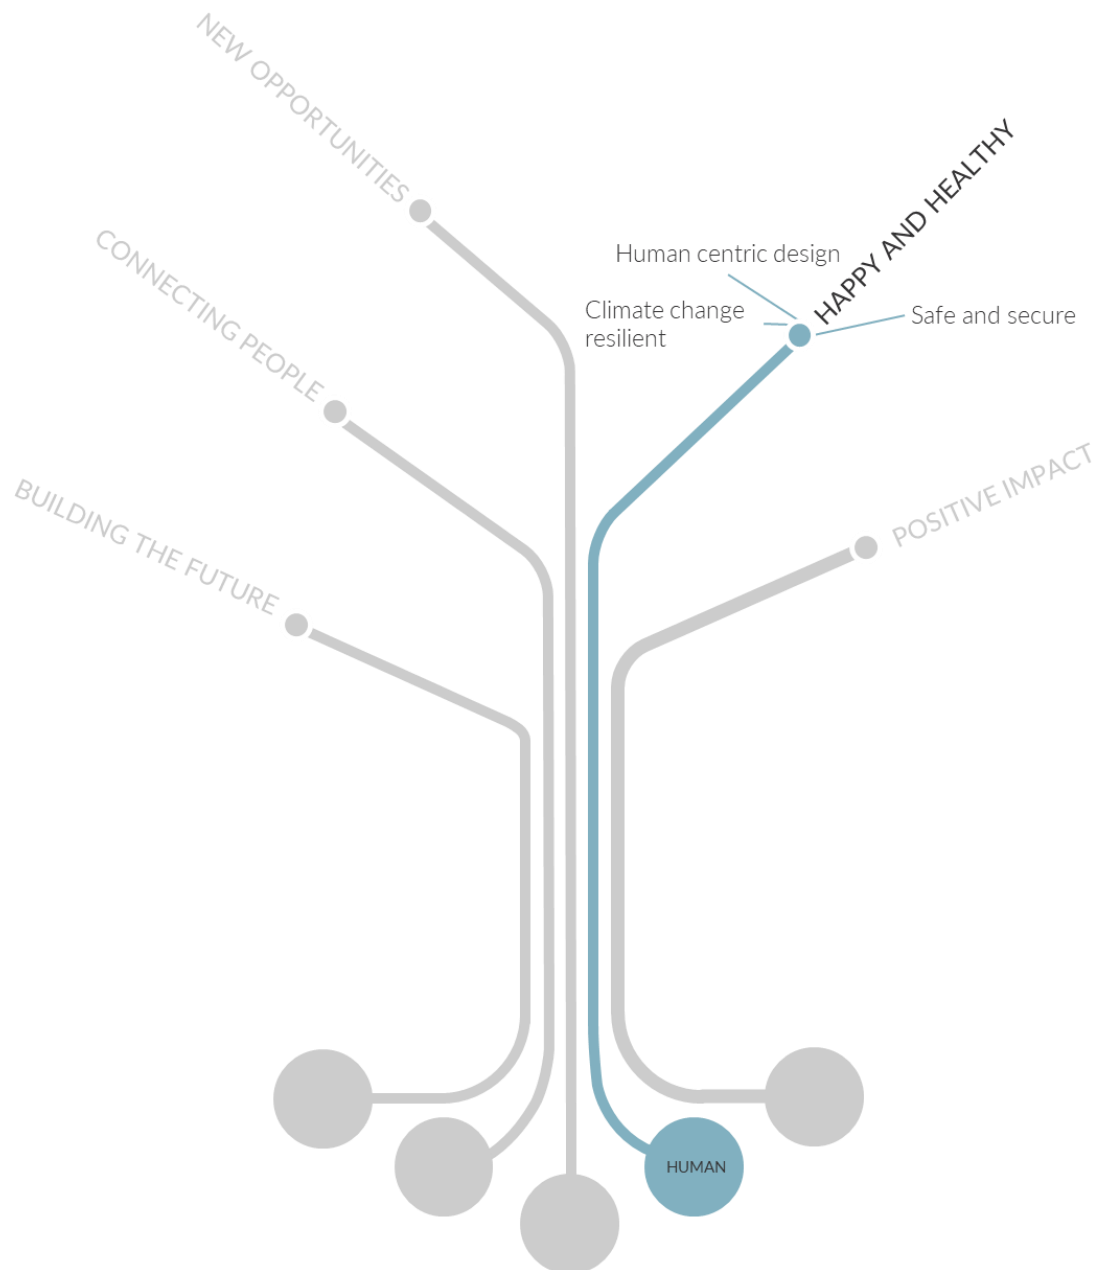 NEW OPPORTUNITIES
HAPPY AND HEALTHY
CONNECTING PEOPLE
Human centric design
Climate change
resilient
Safe and secure
POSITIVE IMPACT
BUILDING THE FUTURE
HUMAN